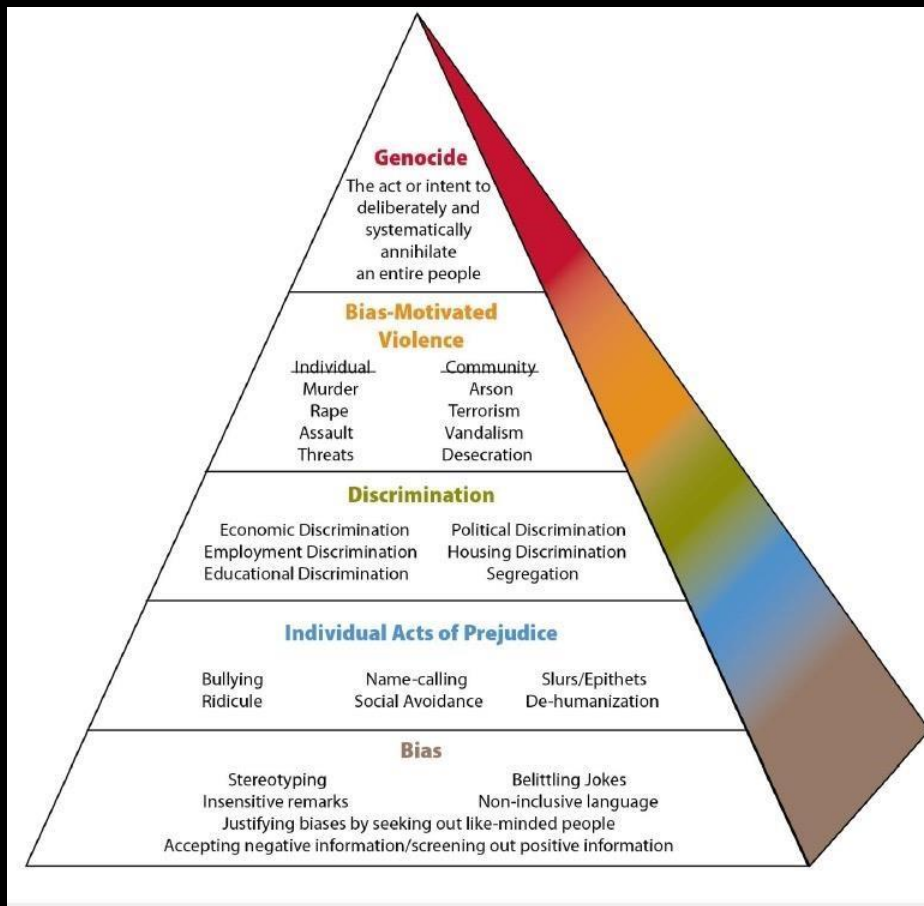 Genocide
The act or intent to
deliberately and
systematically
annihilate
an entire people
Bias-Motivated
Violence
Individual Community
Murder Arson
Rape Terrorism
Assault Vandalism
Threats Desecration
Discrimination
Economic Discrimination Political Discrimination
Employment Discrimination Housing Discrimination
Educational Discrimination Segregation
Individual Acts of Prejudice
Bullying Name-calling Slurs/Epithets
Ridicule Social Avoidance De-humanization
Bias
Stereotyping Belittling Jokes
Insensitive remarks Non-inclusive language
Justifying biases by seeking out like-minded people
Accepting negative information/screening out positive information